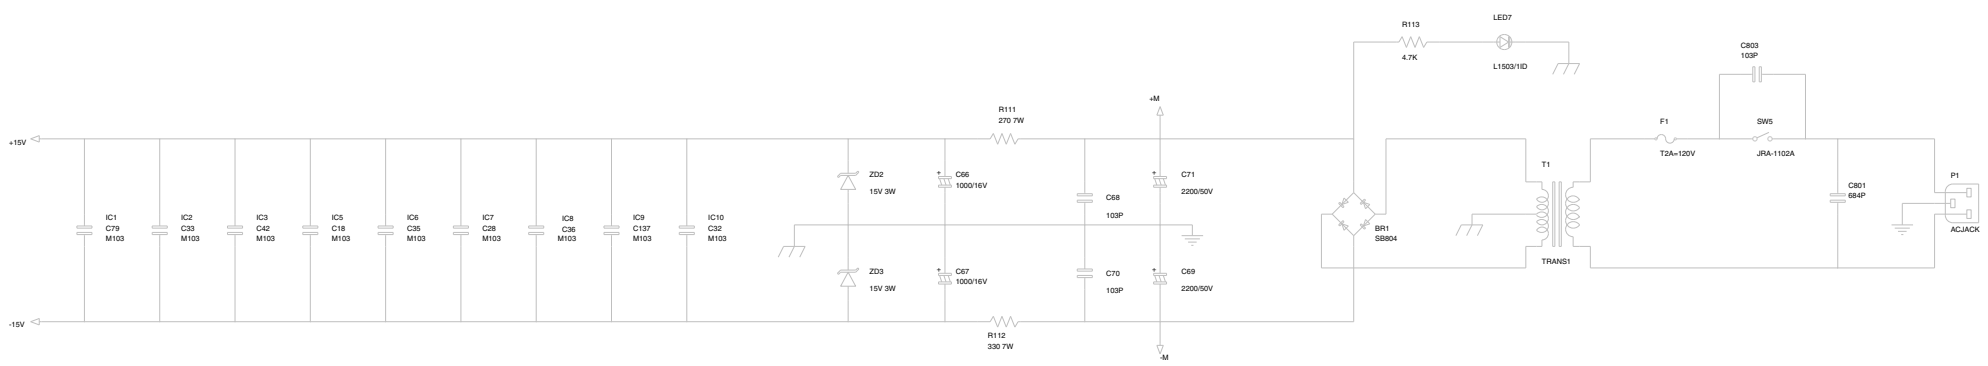 LED7
R113
4.7K
L1503/1ID
C803
103P
+M
R111
270 7W
F1
SW5
T2A=120V
JRA-1102A
+15V
T1
ZD2
15V 3W
C66
1000/16V
C71
2200/50V
P1
C801
684P
C68
103P
IC1
C79
M103
IC2
C33
M103
IC3
C42
M103
IC5
C18
M103
IC6
C35
M103
IC7
C28
M103
IC8
C36
M103
IC9
C137
M103
IC10
C32
M103
BR1
SB804
ACJACK
TRANS1
ZD3
15V 3W
C67
1000/16V
C70
103P
C69
2200/50V
-15V
R112
330 7W
-M